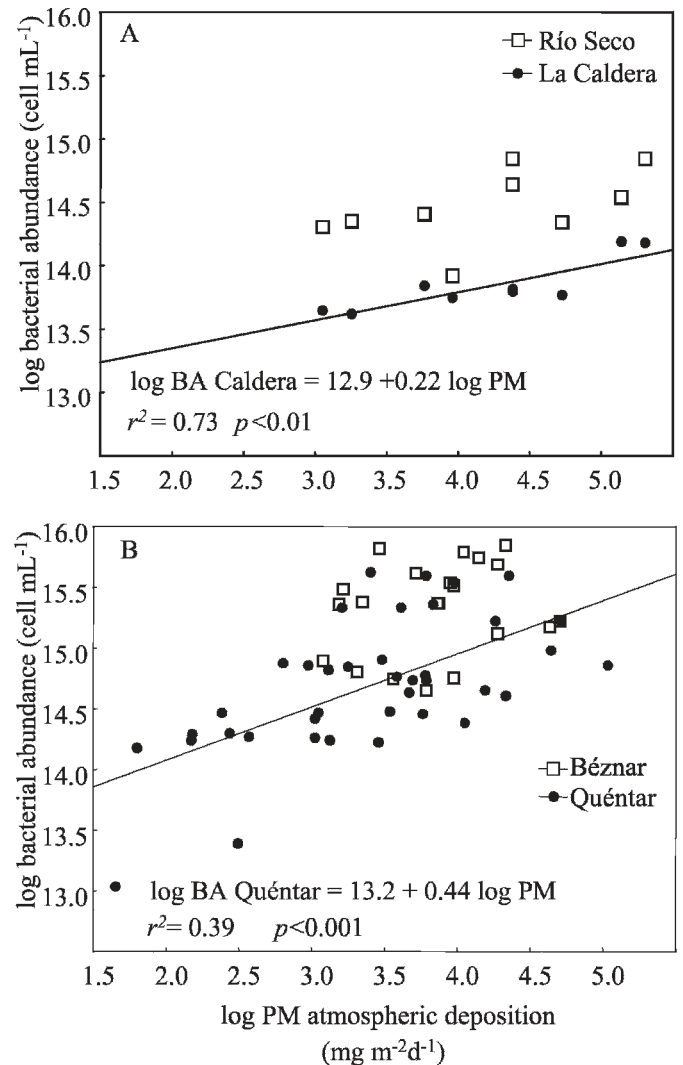 A
Río Seco
La Caldera
log bacterial abundance (cell mL⁻¹)
16.0
15.5
15.0
14.5
14.0
13.5
13.0
log BA Caldera = 12.9 +0.22 log PM
r² = 0.73 p<0.01
1.5 2.0 2.5 3.0 3.5 4.0 4.5 5.0
B
log bacterial abundance (cell mL⁻¹)
16.0
15.5
15.0
14.5
14.0
13.5
13.0
Béznar
Quéntar
log BA Quéntar = 13.2 + 0.44 log PM
r²= 0.39 p<0.001
1.5 2.0 2.5 3.0 3.5 4.0 4.5 5.0
log PM atmospheric deposition
(mg m⁻²d⁻¹)